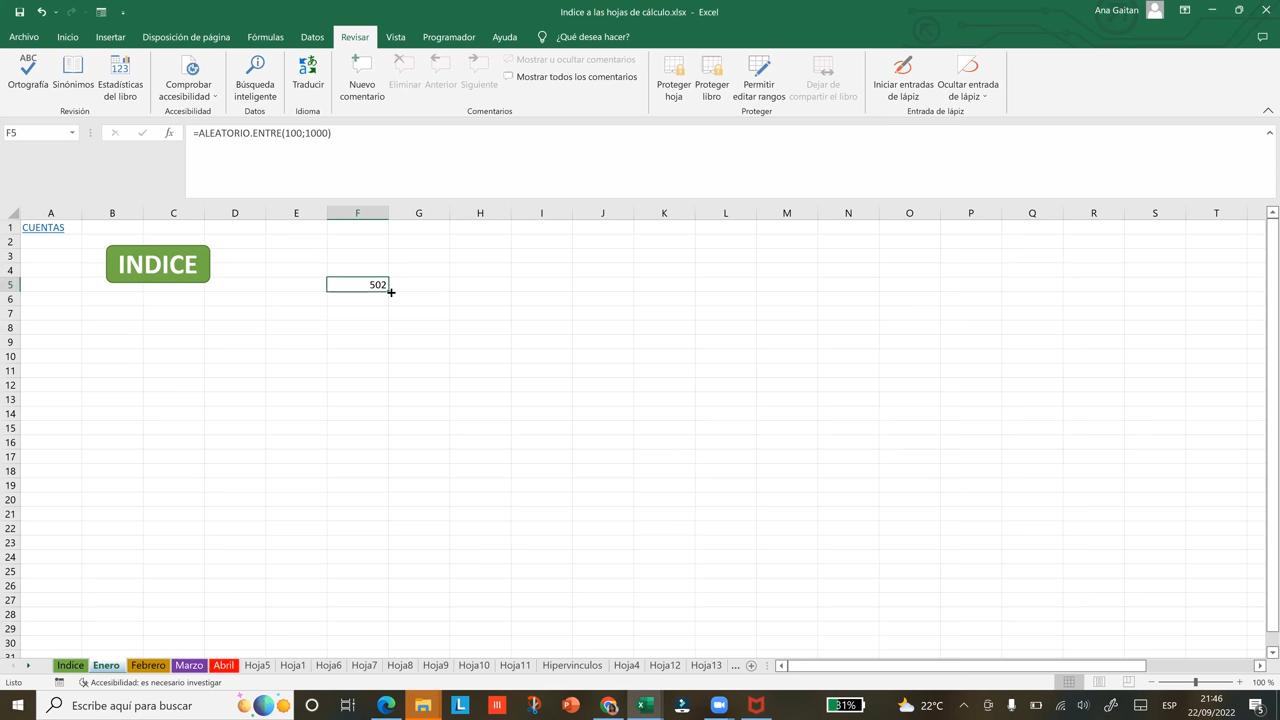 Indice a las hojas de cálculo.xlsx - Excel
Ana Gaitan
Archivo Inicio Insertar Disposición de página Fórmulas Datos Revisar Vista Programador Ayuda ¿Qué desea hacer?
ABC
Ortografía
Sinónimos
123
Estadísticas
del libro
Revisión
Comprobar
accesibilidad
Accesibilidad
Búsqueda
inteligente
Datos
Traducir
Idioma
Nuevo
comentario
Eliminar
Anterior
Siguiente
Mostrar u ocultar comentarios
Mostrar todos los comentarios
Comentarios
Proteger
hoja
Proteger
libro
Permitir
editar rangos
Dejar de
compartir el libro
Proteger
Iniciar entradas
de lápiz
Ocultar entrada
de lápiz
Entrada de lápiz
F5 fx =ALEATORIO.ENTRE(100;1000)
A B C D E F G H I J K L M N O P Q R S T
1 CUENTAS
2
3
INDICE
4
5 502
6
7
8
9
10
11
12
13
14
15
16
17
18
19
20
21
22
23
24
25
26
27
28
29
30
31
Indice Enero Febrero Marzo Abril Hoja5 Hoja1 Hoja6 Hoja7 Hoja8 Hoja9 Hoja10 Hoja11 Hipervinculos Hoja4 Hoja12 Hoja13 ...
Listo Accesibilidad: es necesario investigar 100 %
Escribe aquí para buscar 31% 22°C ESP 21:46
22/09/2022 5